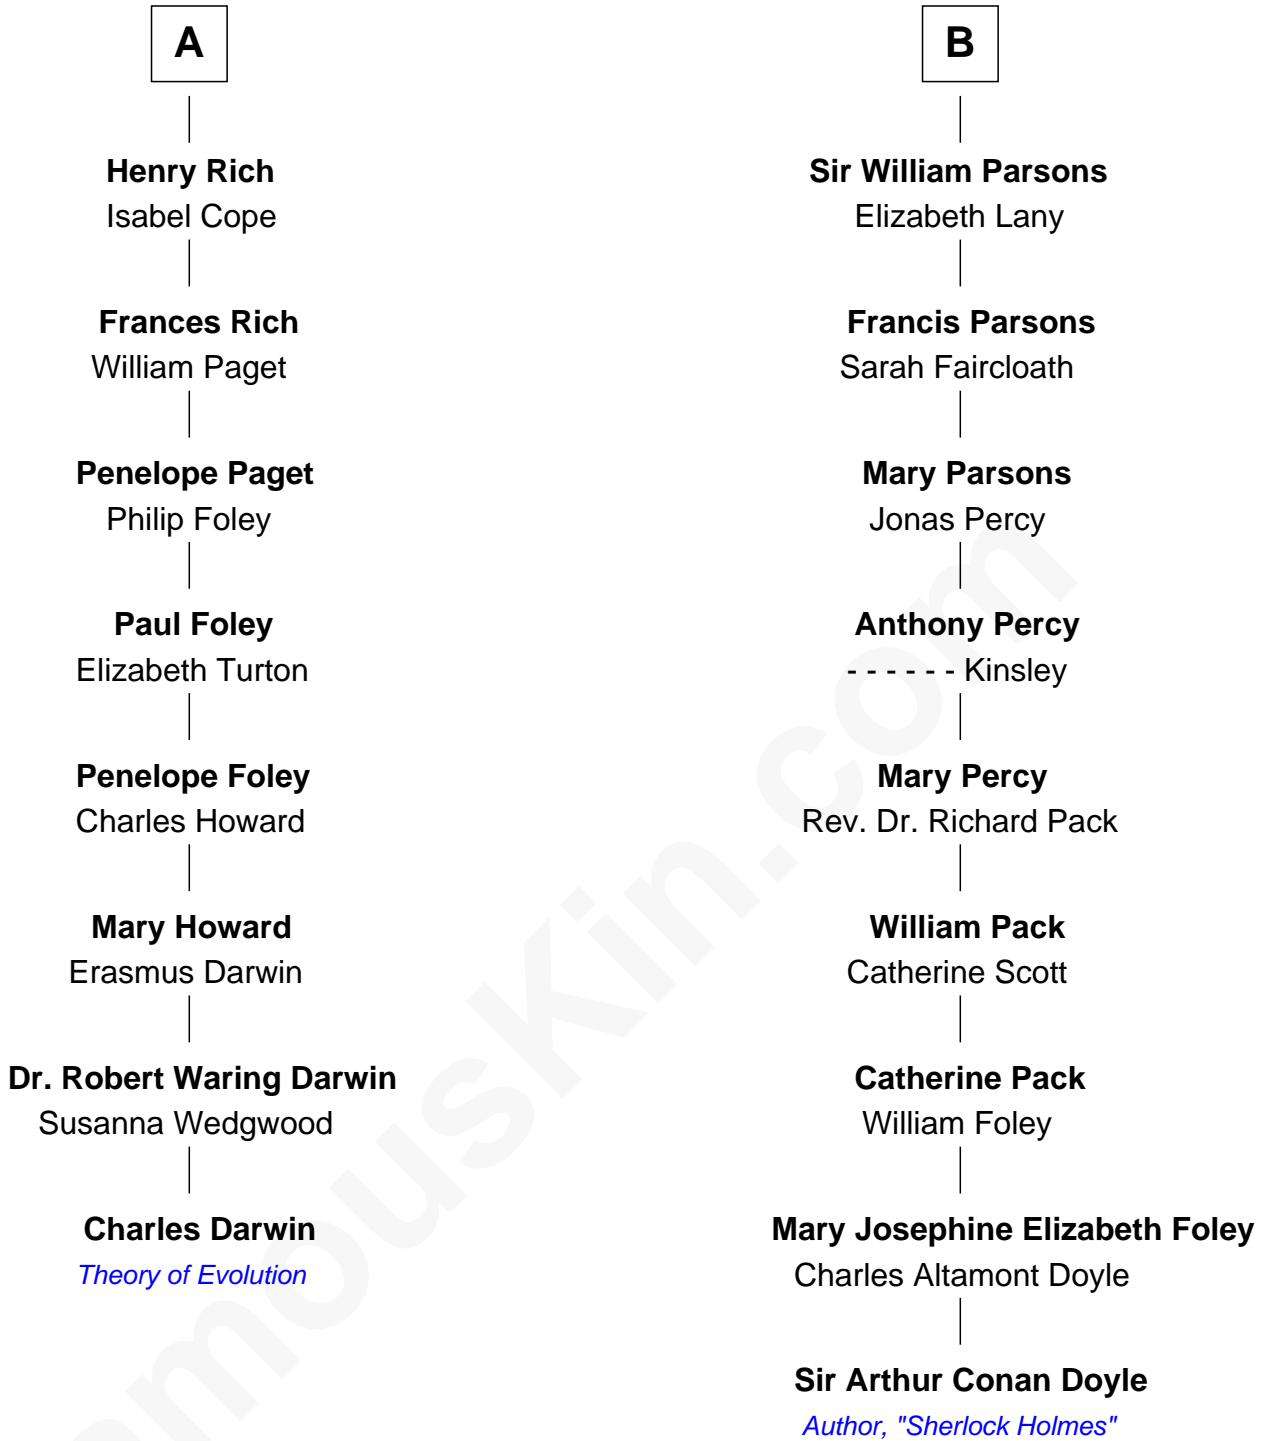 A
Henry Rich
Isabel Cope
Frances Rich
William Paget
Penelope Paget
Philip Foley
Paul Foley
Elizabeth Turton
Penelope Foley
Charles Howard
Mary Howard
Erasmus Darwin
Dr. Robert Waring Darwin
Susanna Wedgwood
Charles Darwin
Theory of Evolution
B
Sir William Parsons
Elizabeth Lany
Francis Parsons
Sarah Faircloath
Mary Parsons
Jonas Percy
Anthony Percy
- - - - - - Kinsley
Mary Percy
Rev. Dr. Richard Pack
William Pack
Catherine Scott
Catherine Pack
William Foley
Mary Josephine Elizabeth Foley
Charles Altamont Doyle
Sir Arthur Conan Doyle
Author, "Sherlock Holmes"
amousKin.com